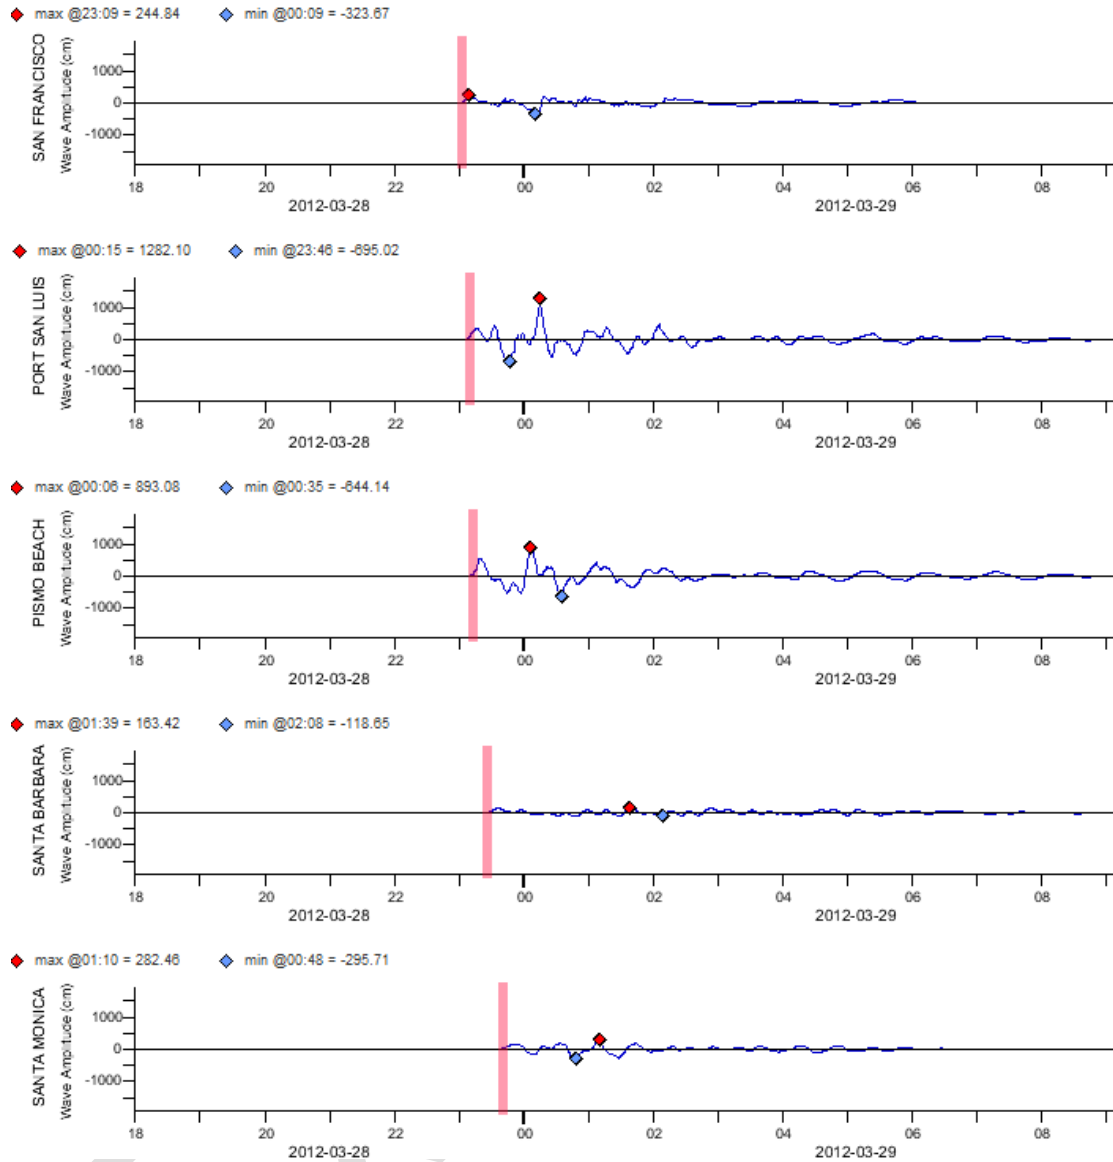 max @23:09 = 244.84 min @00:09 = -323.67
SAN FRANCISCO
Wave Amplitude (cm)
1000
0
-1000
18 20 22 00 02 04 06 08
2012-03-28 2012-03-29
max @00:15 = 1282.10 min @23:46 = -695.02
PORT SAN LUIS
Wave Amplitude (cm)
1000
0
-1000
18 20 22 00 02 04 06 08
2012-03-28 2012-03-29
max @00:06 = 893.08 min @00:35 = -644.14
PISMO BEACH
Wave Amplitude (cm)
1000
0
-1000
18 20 22 00 02 04 06 08
2012-03-28 2012-03-29
max @01:39 = 163.42 min @02:08 = -118.65
SANTA BARBARA
Wave Amplitude (cm)
1000
0
-1000
18 20 22 00 02 04 06 08
2012-03-28 2012-03-29
max @01:10 = 282.46 min @00:48 = -295.71
SANTA MONICA
Wave Amplitude (cm)
1000
0
-1000
18 20 22 00 02 04 06 08
2012-03-28 2012-03-29